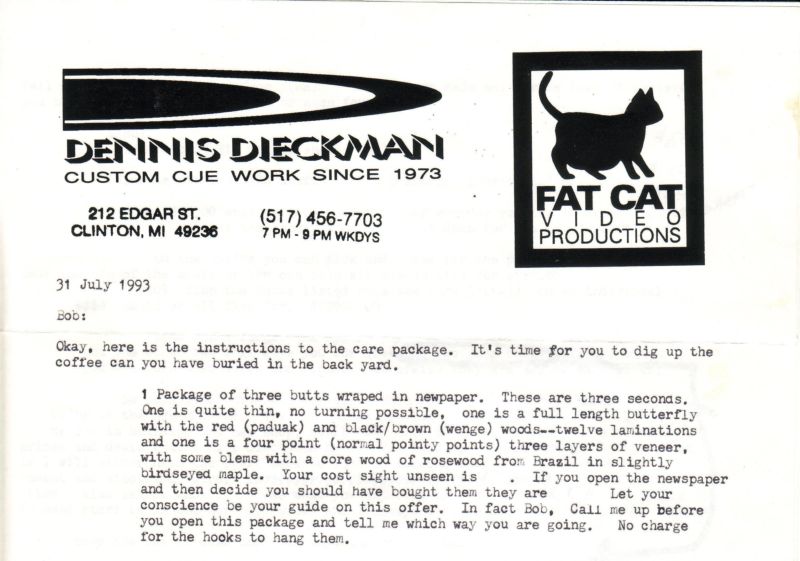 DENNIS DIECKMAN
CUSTOM CUE WORK SINCE 1973
212 EDGAR ST.
CLINTON, MI 49236
(517) 456-7703
7 PM - 9 PM WKDYS
FAT CAT
VIDEO
PRODUCTIONS
31 July 1993
Bob:
Okay, here is the instructions to the care package. It's time for you to dig up the
coffee can you have buried in the back yard.
1 Package of three butts wraped in newpaper. These are three seconds.
One is quite thin, no turning possible, one is a full length butterfly
with the red (paduak) and black/brown (wenge) woods--twelve laminations
and one is a four point (normal pointy points) three layers of veneer,
with some blems with a core wood of rosewood from Brazil in slightly
birdseyed maple. Your cost sight unseen is . If you open the newspaper
and then decide you should have bought them they are Let your
conscience be your guide on this offer. In fact Bob, Call me up before
you open this package and tell me which way you are going. No charge
for the hooks to hang them.